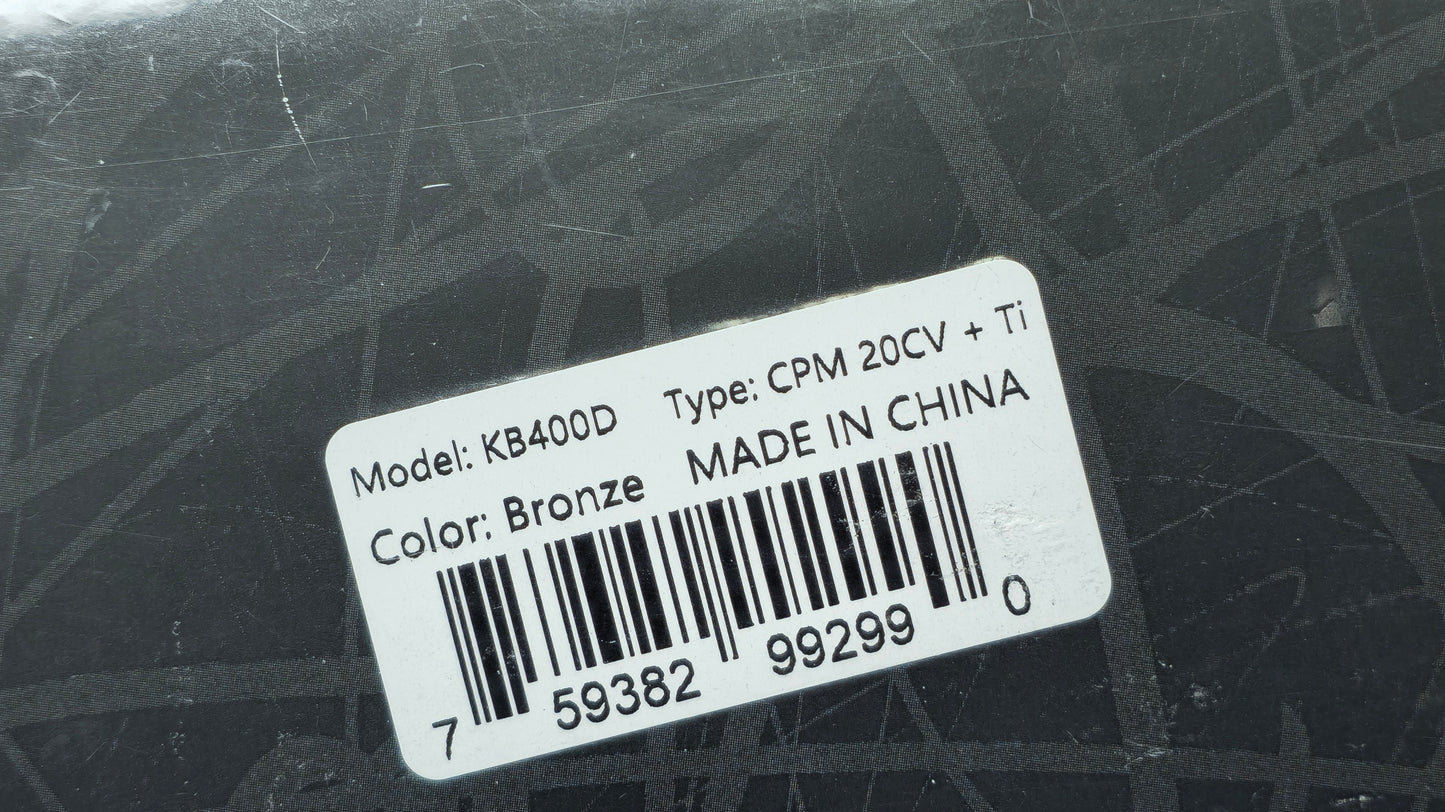 Model: KB400D Type: CPM 20CV + Ti
Color: Bronze MADE IN CHINA
7 59382 99299 0